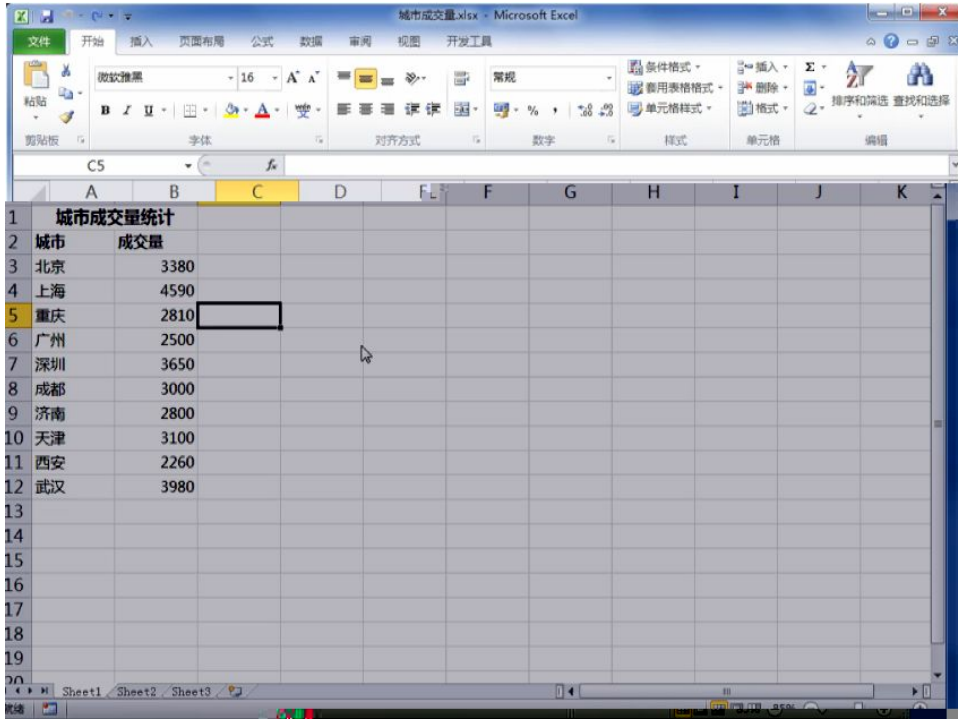 城市成交量.xlsx - Microsoft Excel
文件 开始 插入 页面布局 公式 数据 审阅 视图 开发工具
粘贴 微软雅黑 16 A A 常规 条件格式 插入 Σ
套用表格格式 删除 排序和筛选 查找和选择
B I U A 变 % , 单元格样式 格式
剪贴板 字体 对齐方式 数字 样式 单元格 编辑
C5 fx
A B C D F G H I J K
1 城市成交量统计
2 城市 成交量
3 北京 3380
4 上海 4590
5 重庆 2810
6 广州 2500
7 深圳 3650
8 成都 3000
9 济南 2800
10 天津 3100
11 西安 2260
12 武汉 3980
13
14
15
16
17
18
19
20
Sheet1 Sheet2 Sheet3
就绪 85%